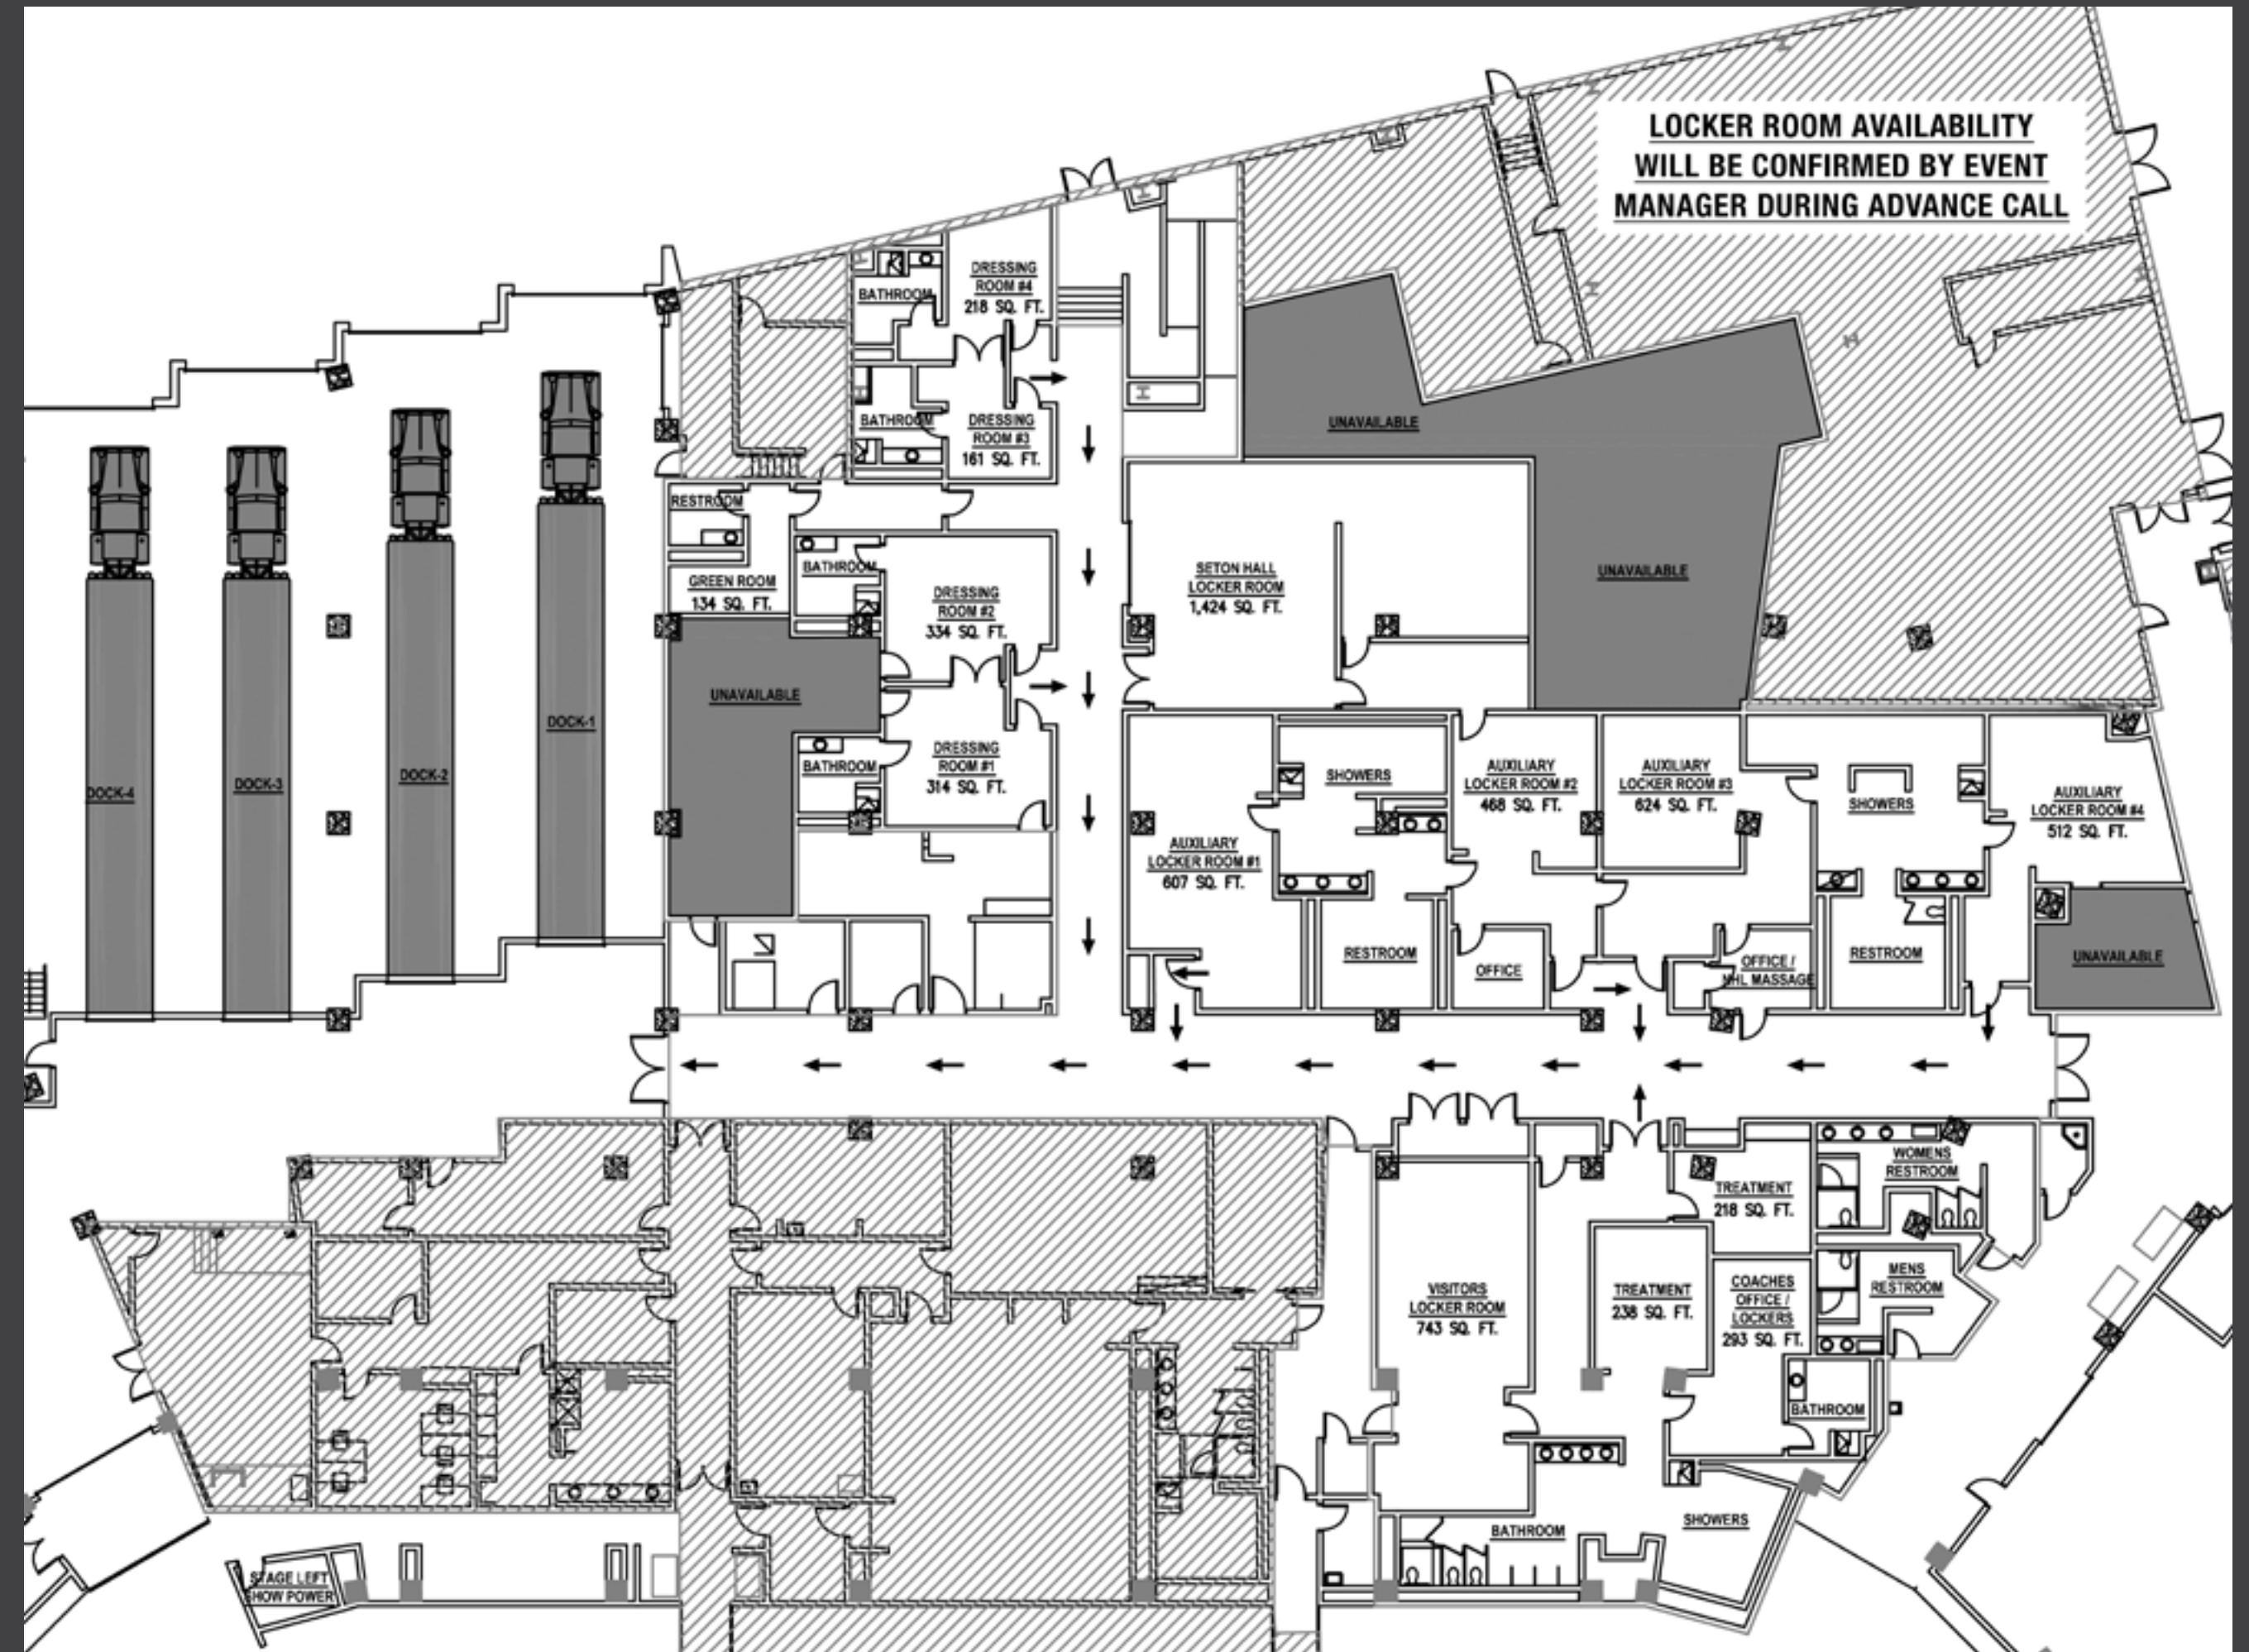 LOCKER ROOM AVAILABILITY
WILL BE CONFIRMED BY EVENT
MANAGER DURING ADVANCE CALL
BATHROOM
DRESSING
ROOM #4
218 SQ. FT.
BATHROOM
DRESSING
ROOM #3
161 SQ. FT.
UNAVAILABLE
RESTROOM
GREEN ROOM
134 SQ. FT.
BATHROOM
DRESSING
ROOM #2
334 SQ. FT.
SETON HALL
LOCKER ROOM
1,424 SQ. FT.
UNAVAILABLE
UNAVAILABLE
DOCK-4
DOCK-3
DOCK-2
DOCK-1
BATHROOM
DRESSING
ROOM #1
314 SQ. FT.
AUXILIARY
LOCKER ROOM #1
607 SQ. FT.
SHOWERS
AUXILIARY
LOCKER ROOM #2
468 SQ. FT.
AUXILIARY
LOCKER ROOM #3
624 SQ. FT.
SHOWERS
AUXILIARY
LOCKER ROOM #4
512 SQ. FT.
RESTROOM
OFFICE
OFFICE /
NHL MASSAGE
RESTROOM
UNAVAILABLE
WOMENS
RESTROOM
TREATMENT
218 SQ. FT.
VISITORS
LOCKER ROOM
743 SQ. FT.
TREATMENT
238 SQ. FT.
COACHES
OFFICE /
LOCKERS
293 SQ. FT.
MENS
RESTROOM
BATHROOM
BATHROOM
SHOWERS
STAGE LEFT
SHOW POWER